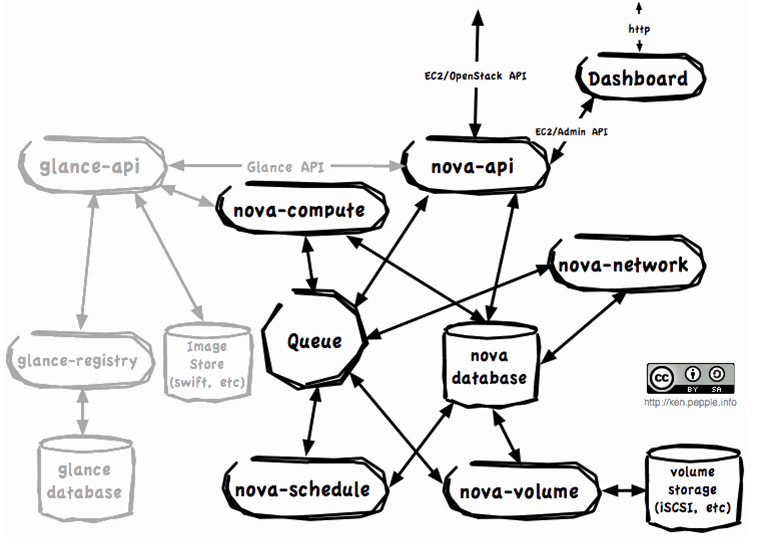 http
EC2/OpenStack API
Dashboard
EC2/Admin API
glance-api
Glance API
nova-api
nova-compute
nova-network
Queue
glance-registry
Image
Store
(swift, etc)
nova
database
cc
BY SA
http://ken.pepple.info
glance
database
nova-schedule
nova-volume
volume
storage
(iSCSI, etc)